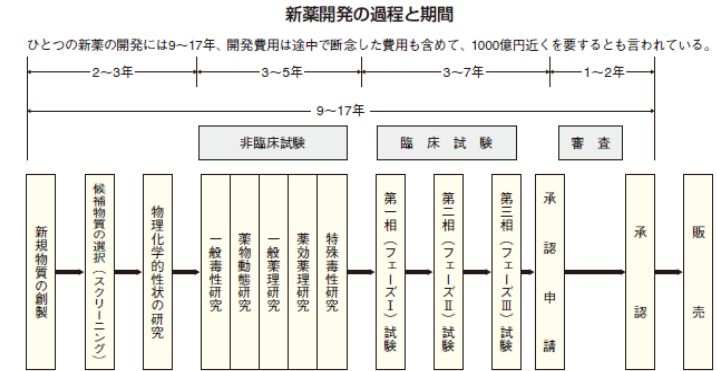 新薬開発の過程と期間
ひとつの新薬の開発には9〜17年、開発費用は途中で断念した費用も含めて、1000億円近くを要するとも言われている。
2〜3年
3〜5年
3〜7年
1〜2年
9〜17年
非臨床試験
臨床試験
審査
新規物質の創製
候補物質の選択（スクリーニング）
物理化学的性状の研究
一般毒性研究
薬物動態研究
一般薬理研究
薬効薬理研究
特殊毒性研究
第一相（フェーズⅠ）試験
第二相（フェーズⅡ）試験
第三相（フェーズⅢ）試験
承認申請
承認
販売